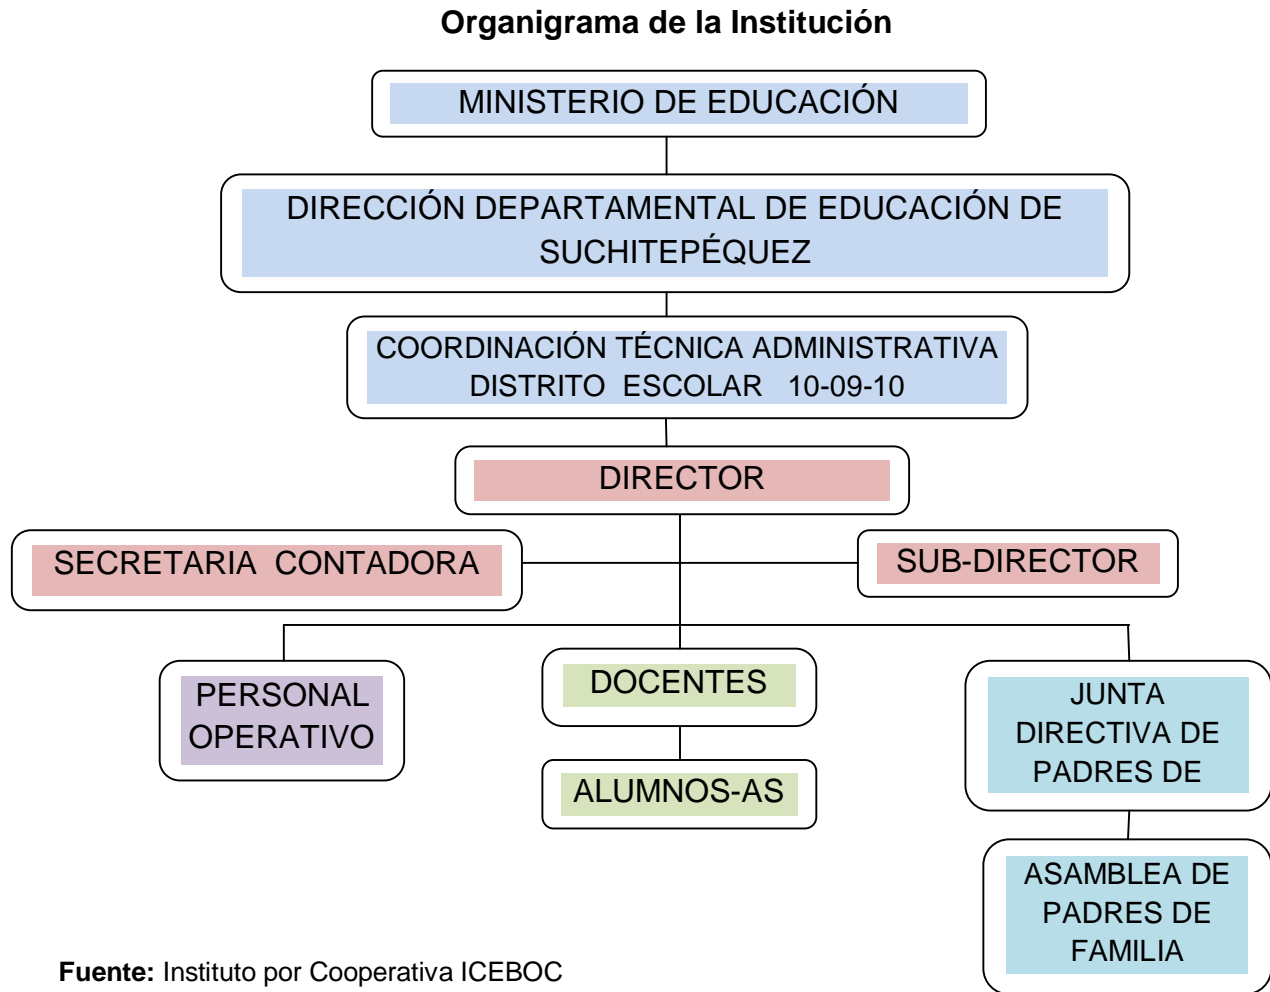 Organigrama de la Institución
MINISTERIO DE EDUCACIÓN
DIRECCIÓN DEPARTAMENTAL DE EDUCACIÓN DE
SUCHITEPÉQUEZ
COORDINACIÓN TÉCNICA ADMINISTRATIVA
DISTRITO ESCOLAR 10-09-10
DIRECTOR
SECRETARIA CONTADORA
SUB-DIRECTOR
PERSONAL
OPERATIVO
DOCENTES
ALUMNOS-AS
JUNTA
DIRECTIVA DE
PADRES DE
ASAMBLEA DE
PADRES DE
FAMILIA
Fuente: Instituto por Cooperativa ICEBOC